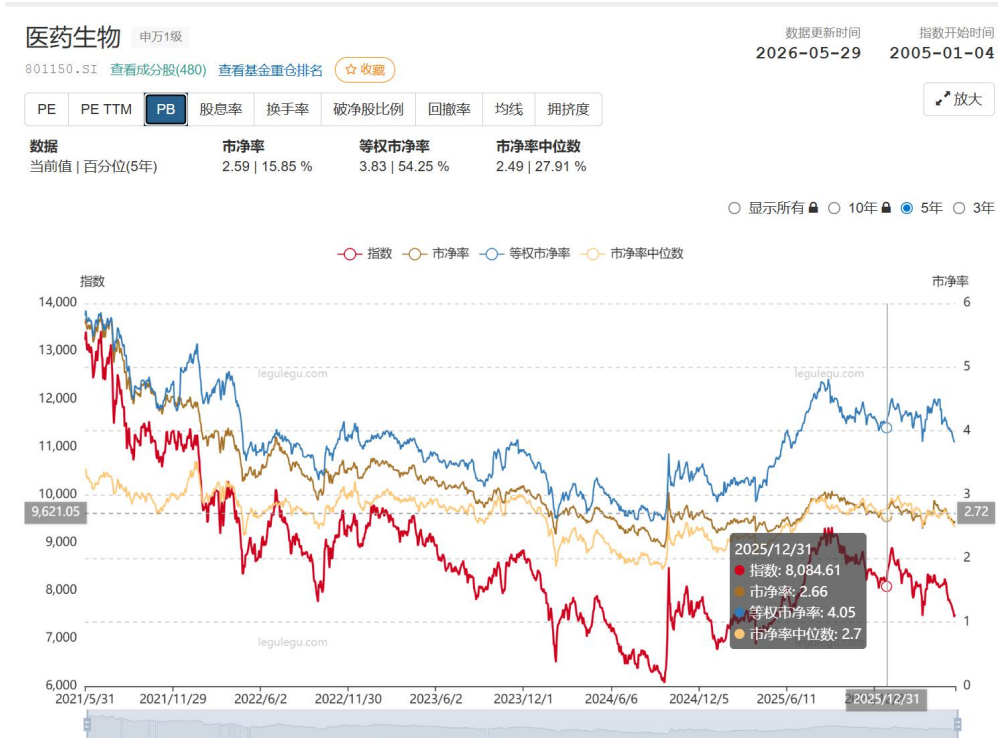 医药生物 申万1级
数据更新时间 指数开始时间
2026-05-29 2005-01-04
801150.SI 查看成分股(480) 查看基金重仓排名 收藏
PE PE TTM PB 股息率 换手率 破净股比例 回撤率 均线 拥挤度
放大
数据 市净率 等权市净率 市净率中位数
当前值 | 百分位(5年) 2.59 | 15.85 % 3.83 | 54.25 % 2.49 | 27.91 %
显示所有 10年 5年 3年
指数 市净率 等权市净率 市净率中位数
指数 市净率
14,000 6
13,000
legulegu.com legulegu.com 5
12,000
11,000 4
10,000 3
9,621.05 2.72
9,000
2025/12/31
指数: 8,084.61
市净率: 2.66
等权市净率: 4.05
市净率中位数: 2.7
2
8,000
1
7,000
legulegu.com
6,000 0
2021/5/31 2021/11/29 2022/6/2 2022/11/30 2023/6/2 2023/12/1 2024/6/6 2024/12/5 2025/6/11 2025/12/31